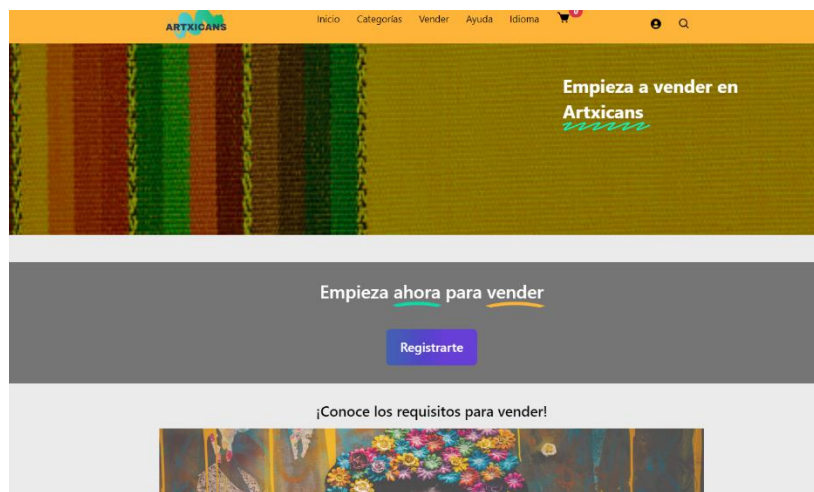 ARTXICANS
Inicio Categorías Vender Ayuda Idioma 0
Empieza a vender en
Artxicans
Empieza ahora para vender
Registrarte
¡Conoce los requisitos para vender!